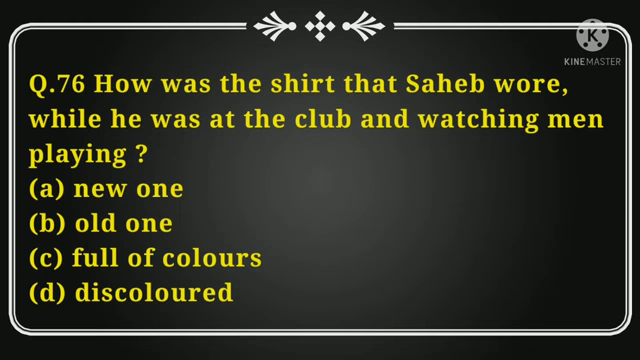 K
KINEMASTER
Q.76 How was the shirt that Saheb wore,
while he was at the club and watching men
playing ?
(a) new one
(b) old one
(c) full of colours
(d) discoloured